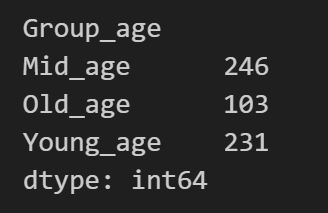 Group_age
Mid_age 246
Old_age 103
Young_age 231
dtype: int64